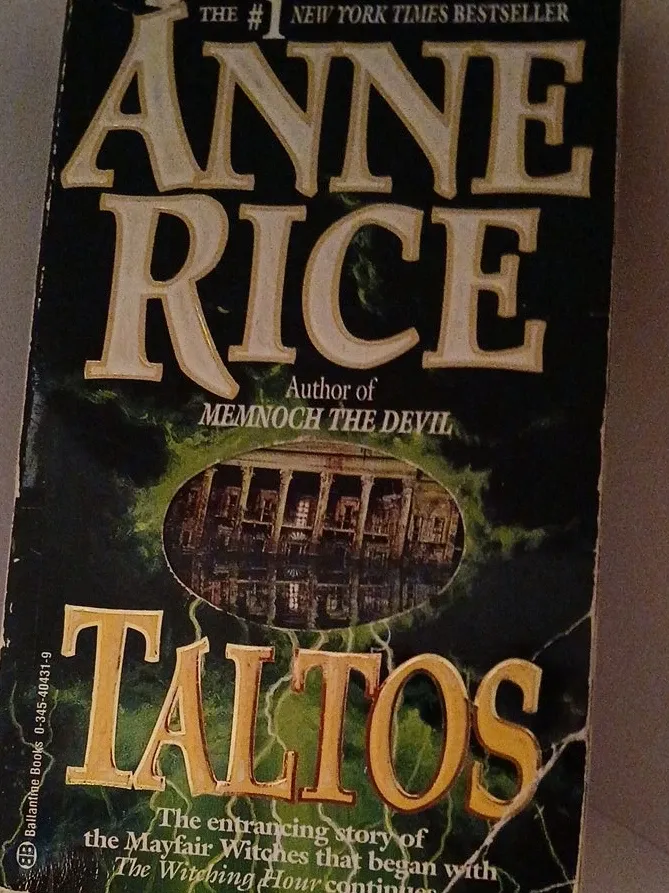 THE #1 NEW YORK TIMES BESTSELLER
ANNE
RICE
Author of
MEMNOCH THE DEVIL
TALTOS
The entrancing story of
the Mayfair Witches that began with
The Witching Hour continues
Ballantine Books 0-345-40431-9